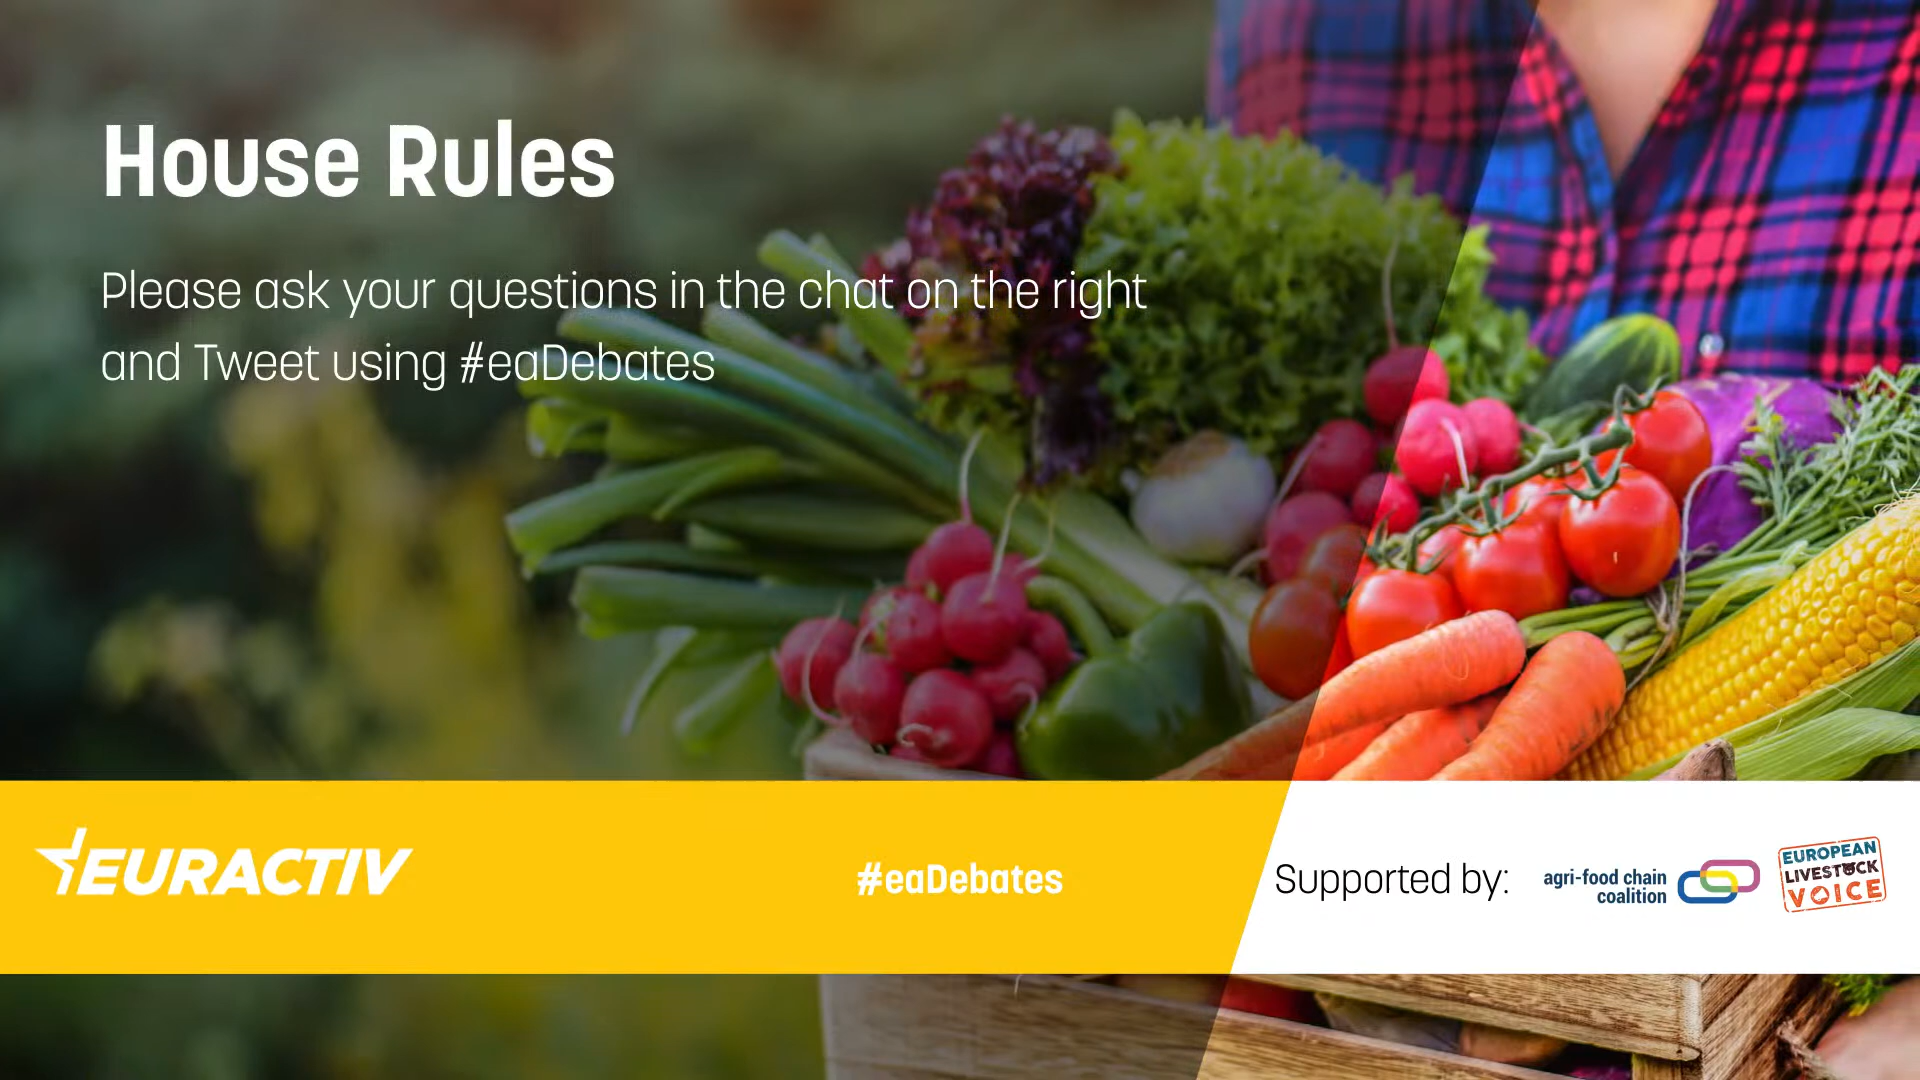 House Rules
Please ask your questions in the chat on the right
and Tweet using #eaDebates
EURACTIV
#eaDebates
Supported by:
agri-food chain
coalition
EUROPEAN
LIVESTOCK
VOICE